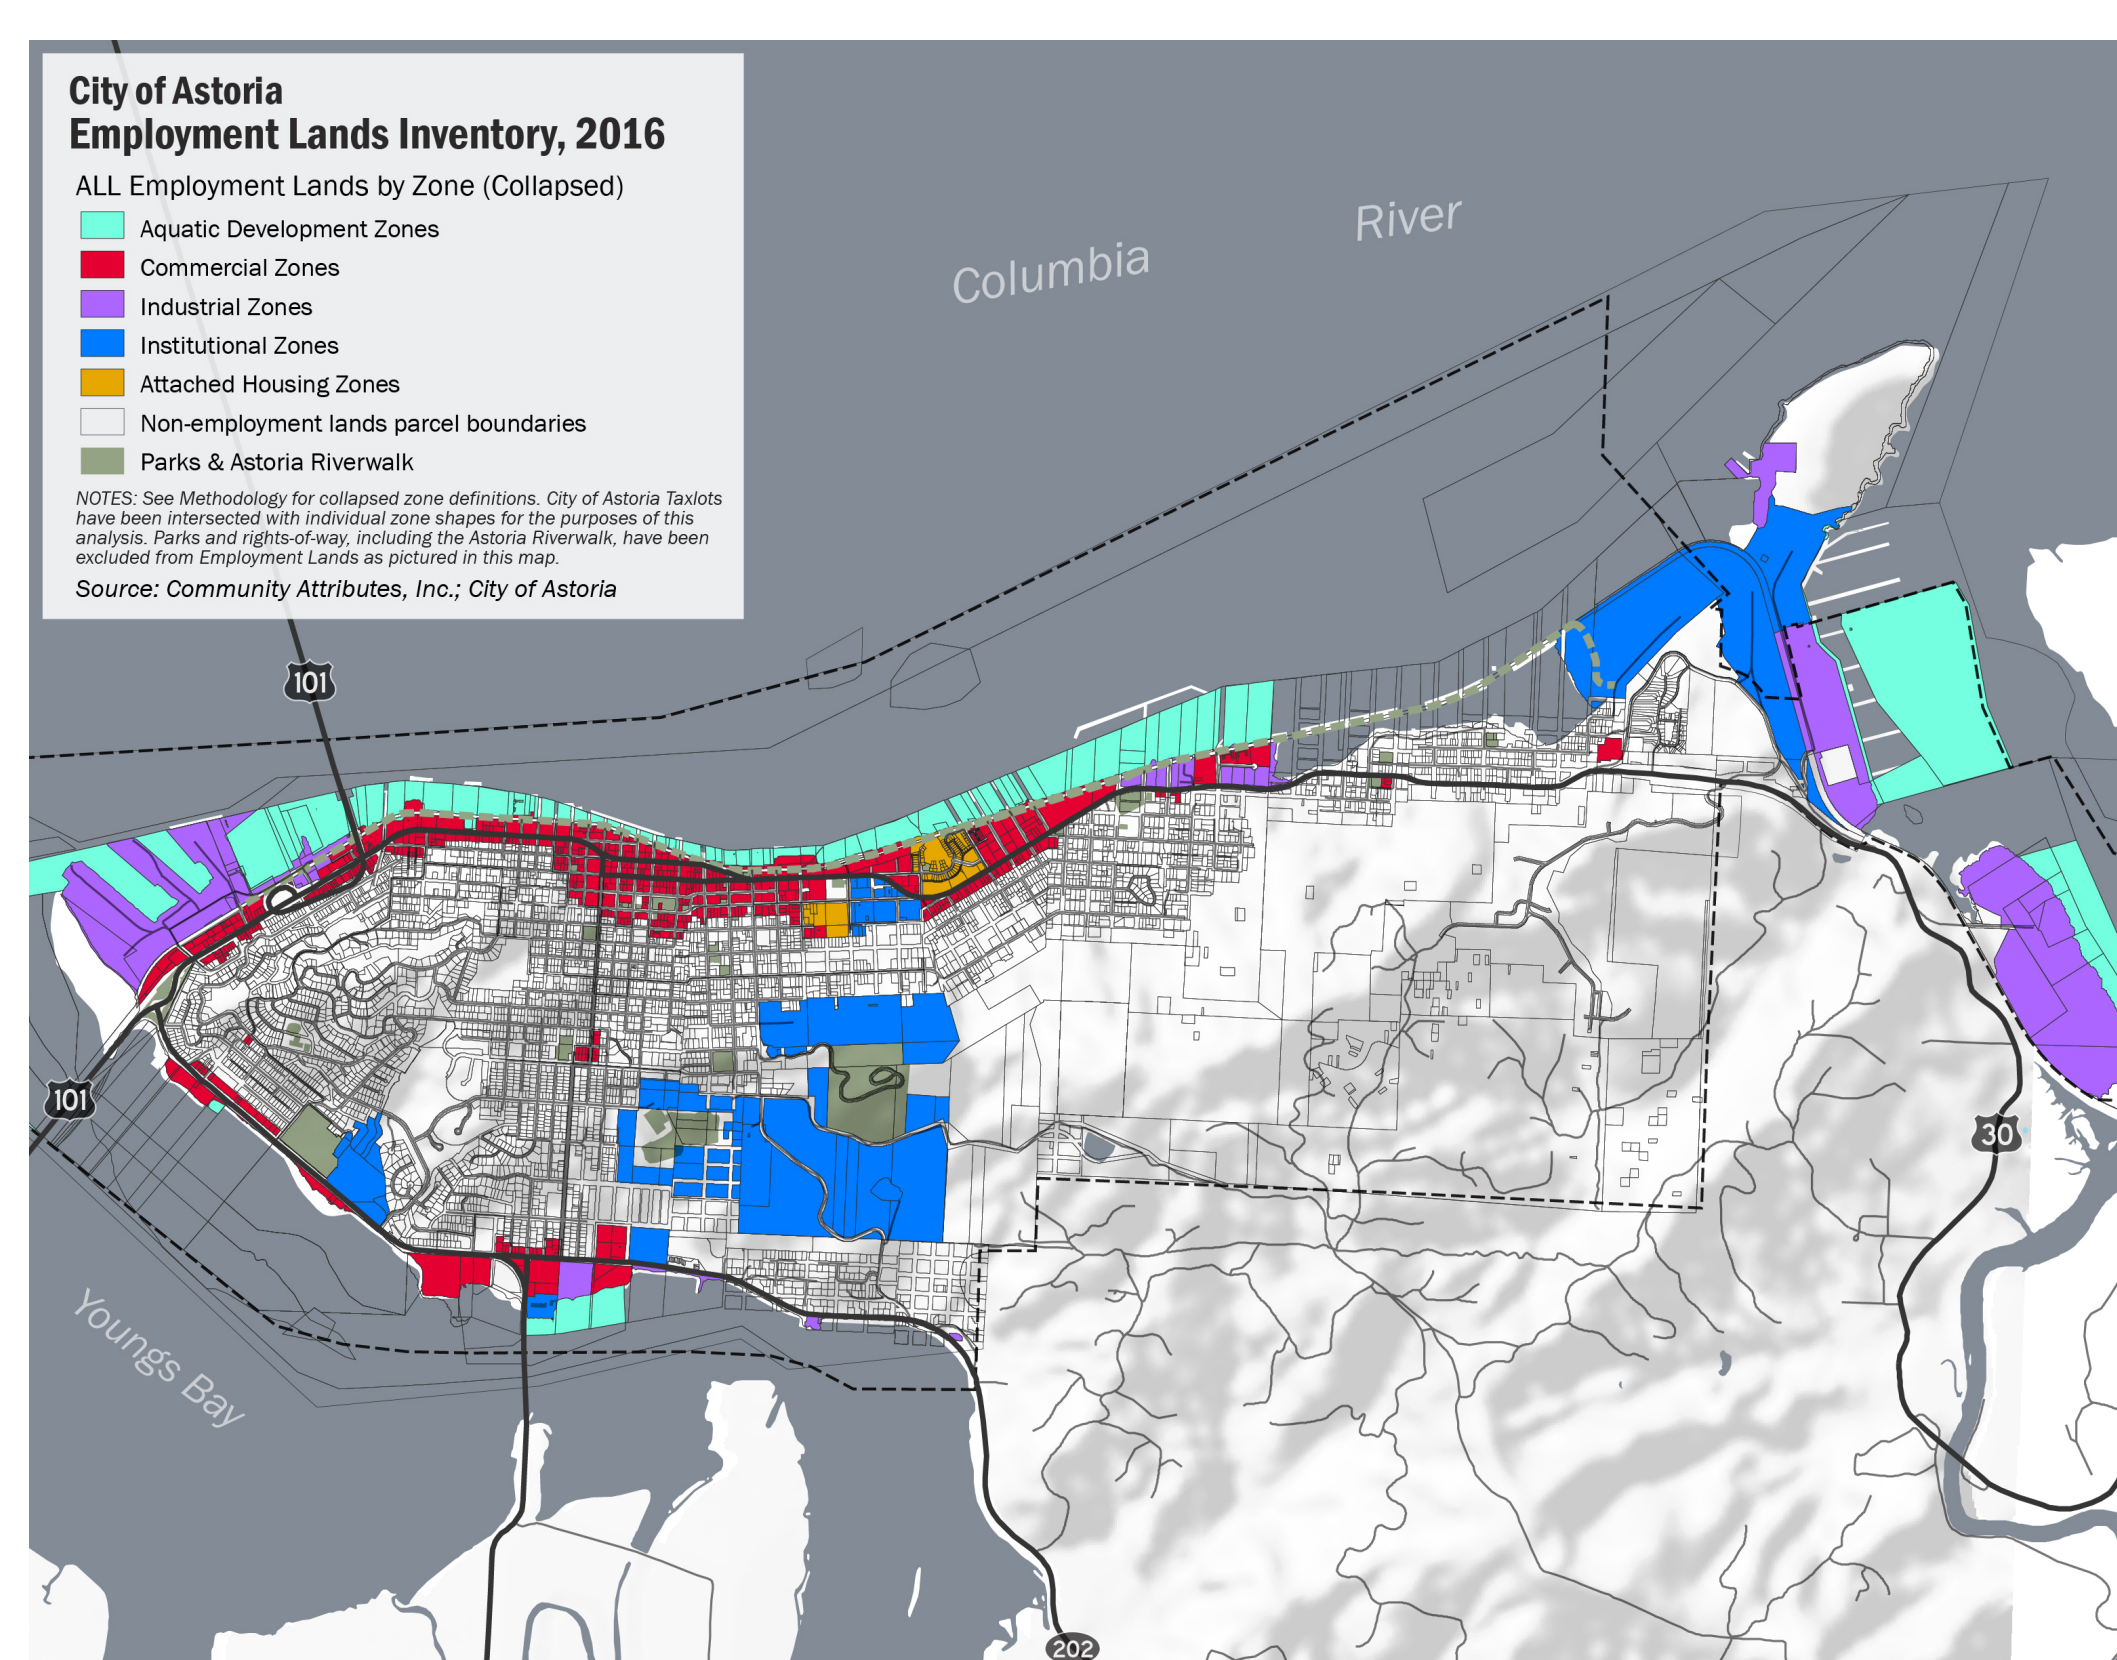 City of Astoria
Employment Lands Inventory, 2016
ALL Employment Lands by Zone (Collapsed)
Aquatic Development Zones
Commercial Zones
Industrial Zones
Institutional Zones
Attached Housing Zones
Non-employment lands parcel boundaries
Parks & Astoria Riverwalk
NOTES: See Methodology for collapsed zone definitions. City of Astoria Taxlots
have been intersected with individual zone shapes for the purposes of this
analysis. Parks and rights-of-way, including the Astoria Riverwalk, have been
excluded from Employment Lands as pictured in this map.
Source: Community Attributes, Inc.; City of Astoria
Columbia
River
101
101
30
Youngs Bay
202